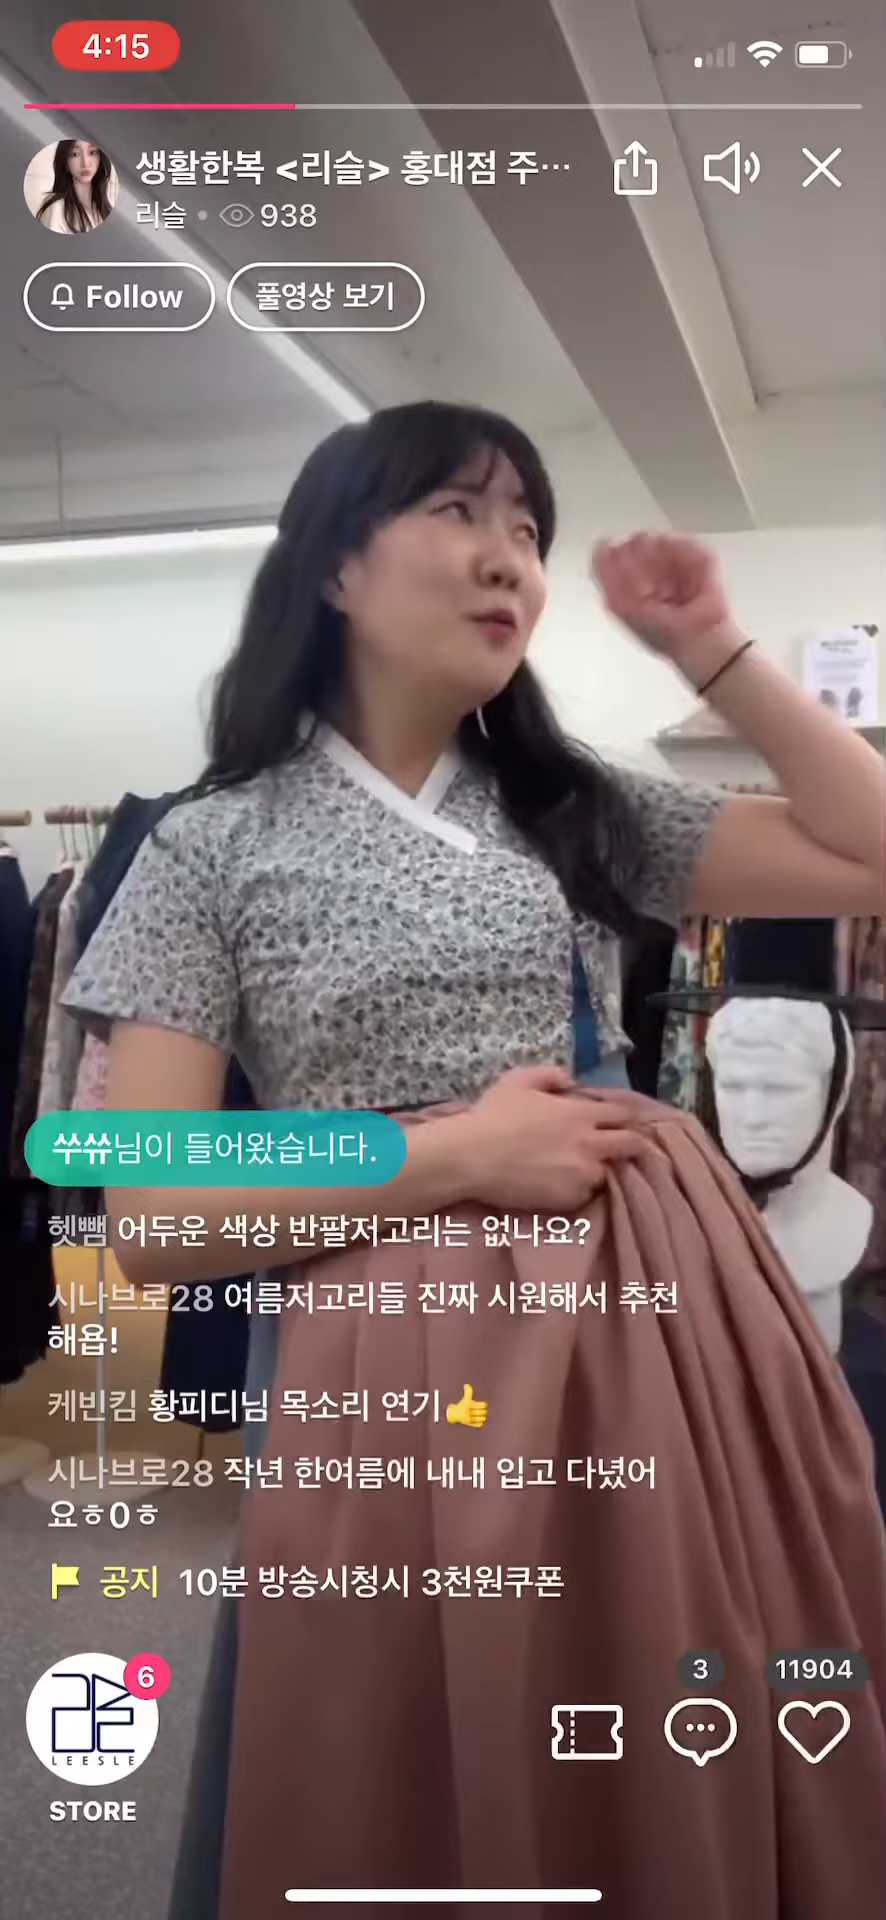 4:15
생활한복 <리슬> 홍대점 주…
리슬 • 938
Follow
풀영상 보기
쑤쓔님이 들어왔습니다.
헷뺌 어두운 색상 반팔저고리는 없나요?
시나브로28 여름저고리들 진짜 시원해서 추천
해욥!
케빈킴 황피디님 목소리 연기👍
시나브로28 작년 한여름에 내내 입고 다녔어
요ㅎ0ㅎ
공지 10분 방송시청시 3천원쿠폰
6
LEESLE
STORE
3
11904